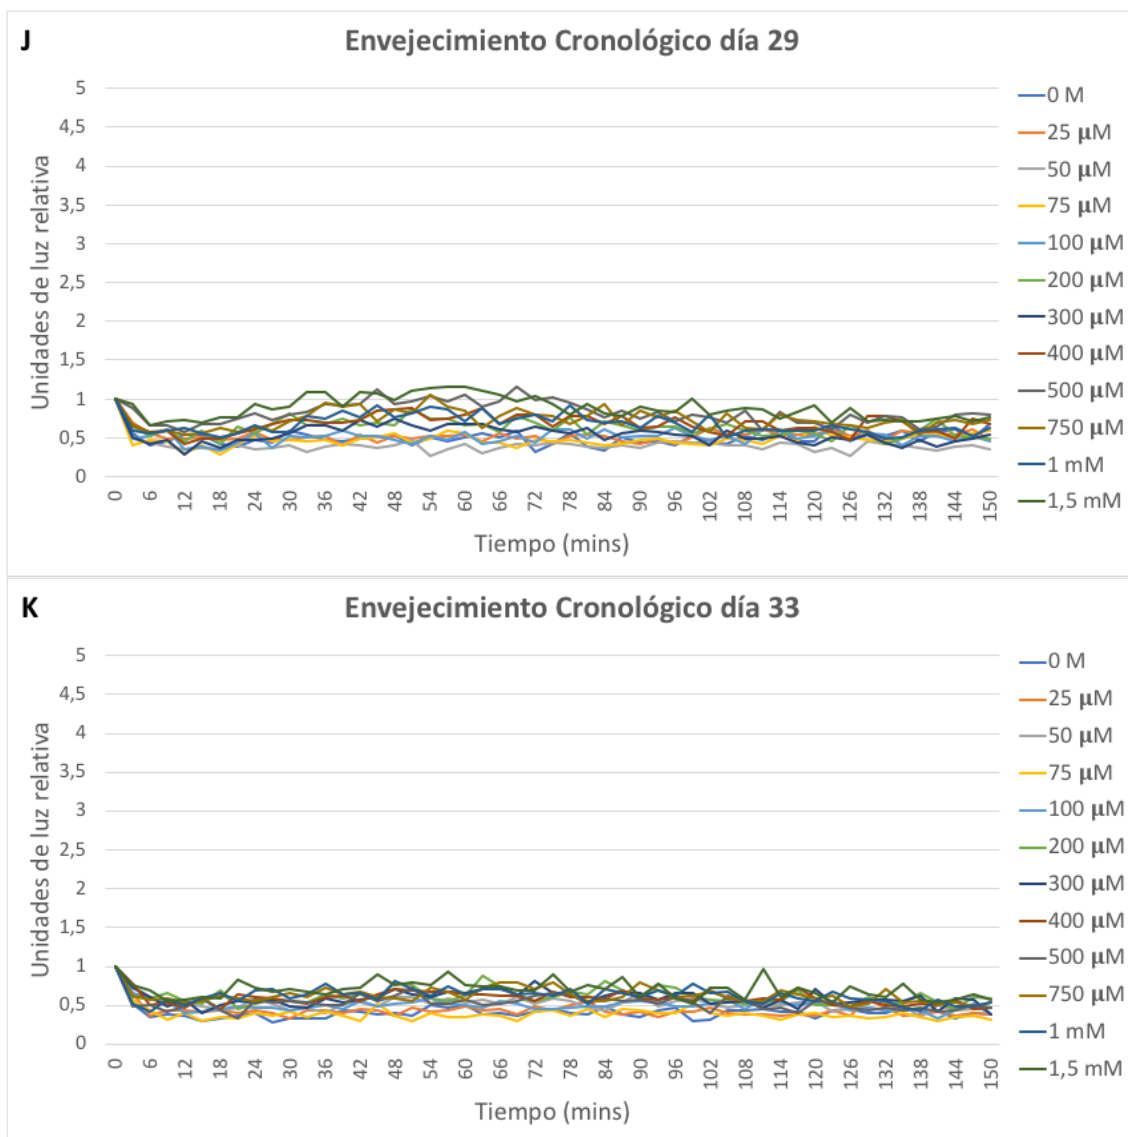 J
Envejecimiento Cronológico día 29
Unidades de luz relativa
5
4,5
4
3,5
3
2,5
2
1,5
1
0,5
0
0 6 12 18 24 30 36 42 48 54 60 66 72 78 84 90 96 102 108 114 120 126 132 138 144 150
Tiempo (mins)
0 M
25 μM
50 μM
75 μM
100 μM
200 μM
300 μM
400 μM
500 μM
750 μM
1 mM
1,5 mM
K
Envejecimiento Cronológico día 33
Unidades de luz relativa
5
4,5
4
3,5
3
2,5
2
1,5
1
0,5
0
0 6 12 18 24 30 36 42 48 54 60 66 72 78 84 90 96 102 108 114 120 126 132 138 144 150
Tiempo (mins)
0 M
25 μM
50 μM
75 μM
100 μM
200 μM
300 μM
400 μM
500 μM
750 μM
1 mM
1,5 mM